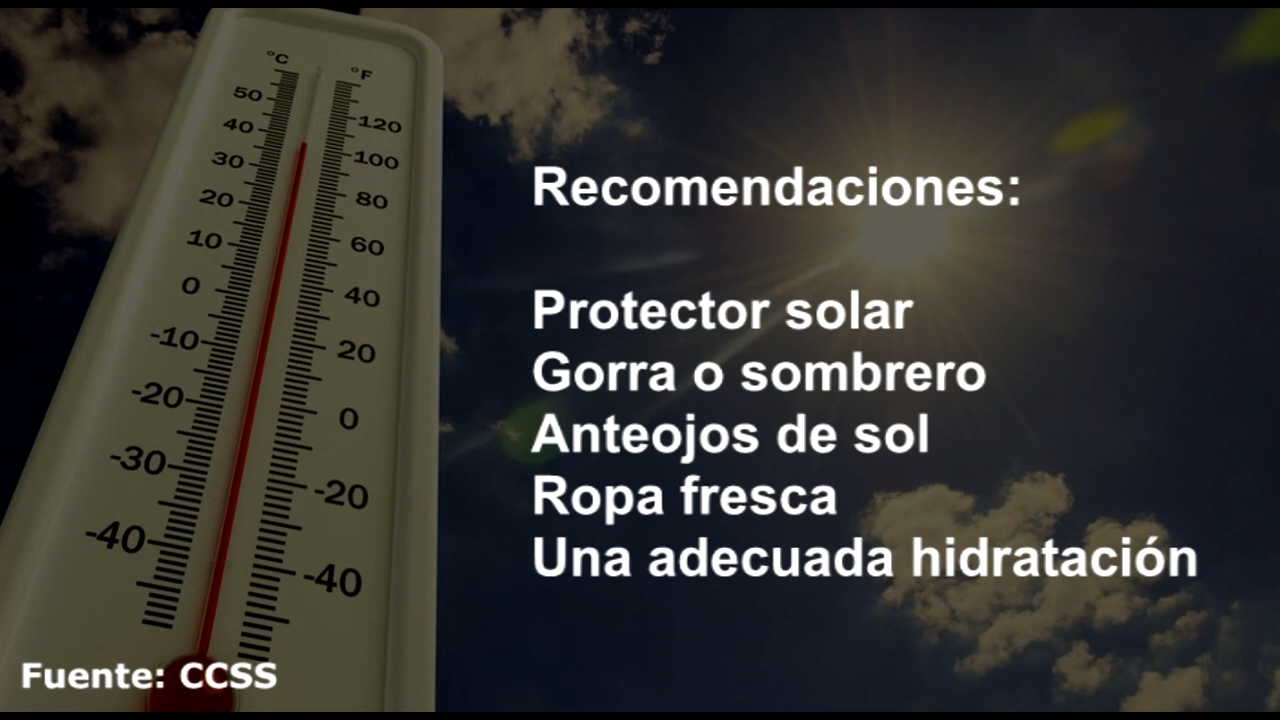 °C
°F
50
120
40
100
30
80
20
60
10
40
0
20
-10
0
-20
-20
-30
-40
-40
Recomendaciones:
Protector solar
Gorra o sombrero
Anteojos de sol
Ropa fresca
Una adecuada hidratación
Fuente: CCSS